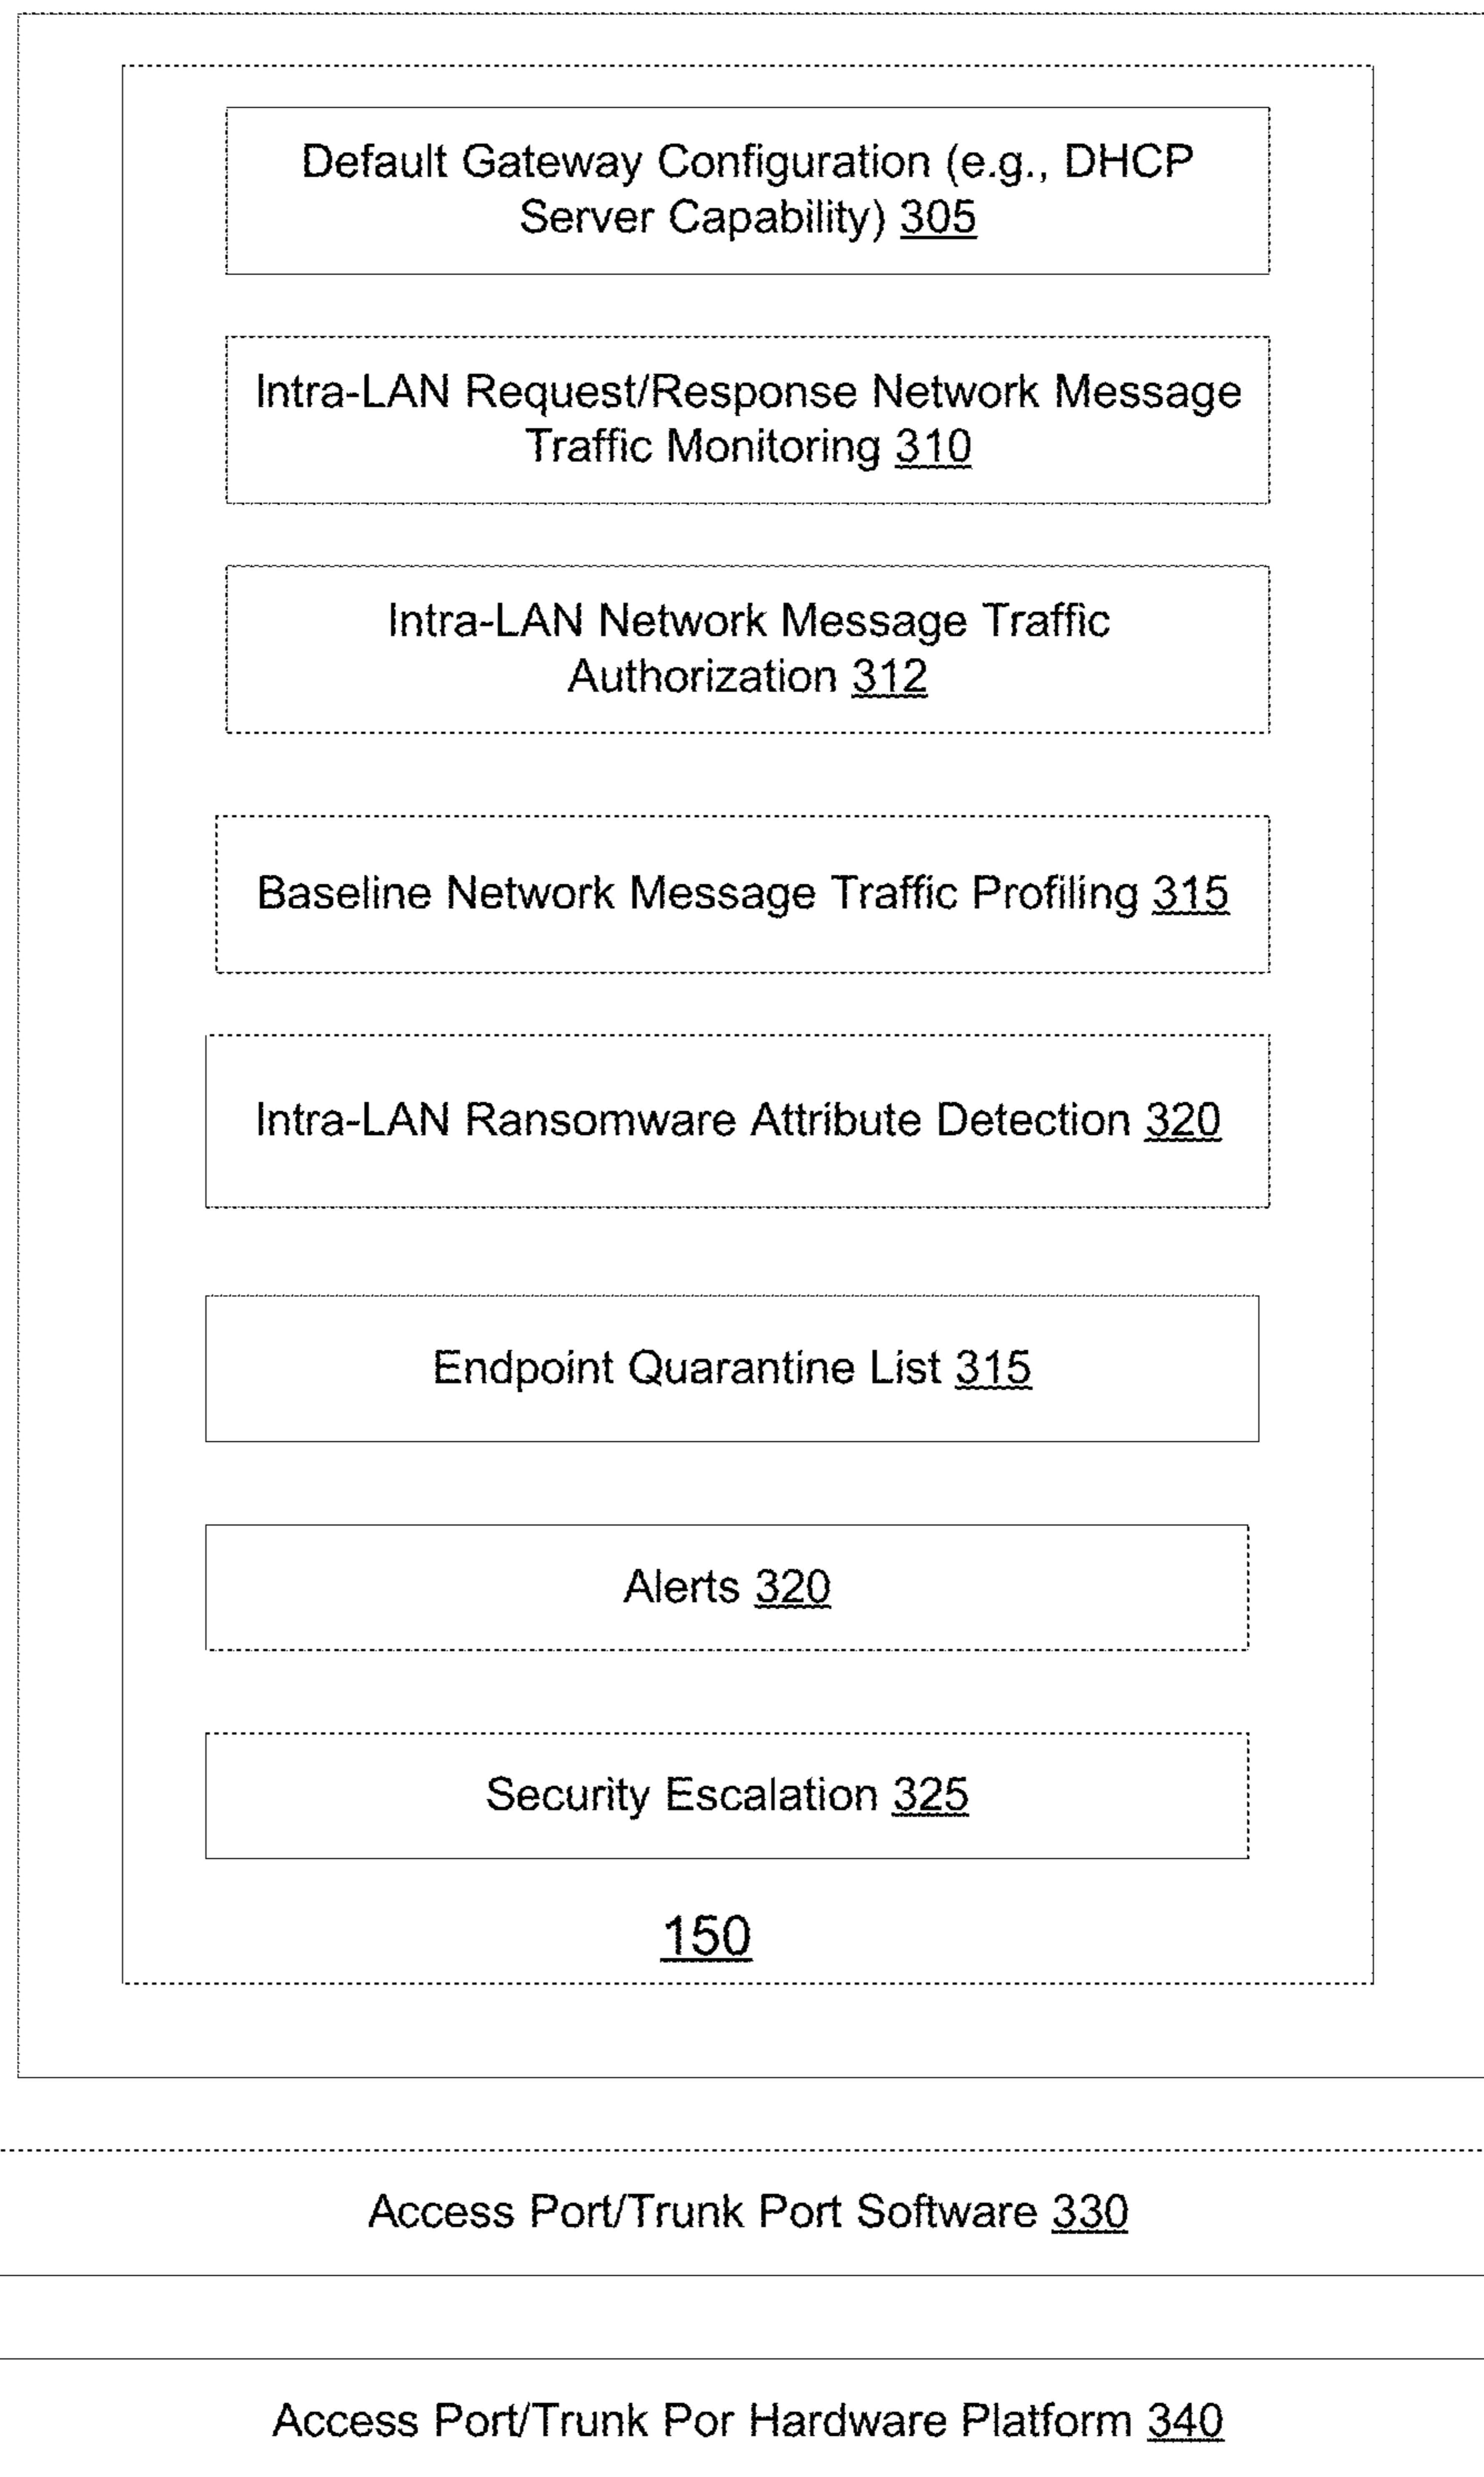 Default Gateway Configuration (e.g., DHCP
Server Capability) 305
Intra-LAN Request/Response Network Message
Traffic Monitoring 310
Intra-LAN Network Message Traffic
Authorization 312
Baseline Network Message Traffic Profiling 315
Intra-LAN Ransomware Attribute Detection 320
Endpoint Quarantine List 315
Alerts 320
Security Escalation 325
150
Access Port/Trunk Port Software 330
Access Port/Trunk Por Hardware Platform 340